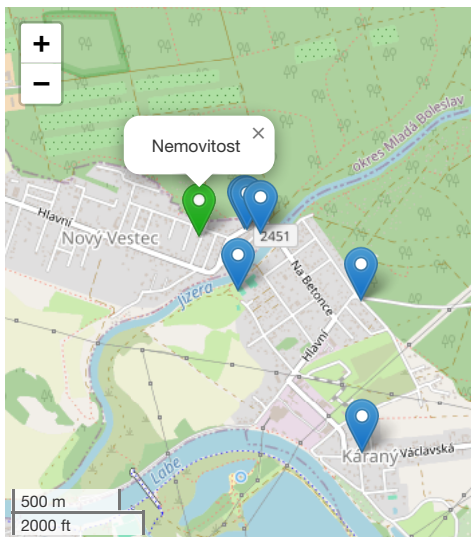 +
−
okres Mladá Boleslav
Nemovitost ×
Hlavní
Nový Vestec
2451
Na Betonce
Jizera
Hlavní
Káraný
Václavská
Labe
500 m
2000 ft